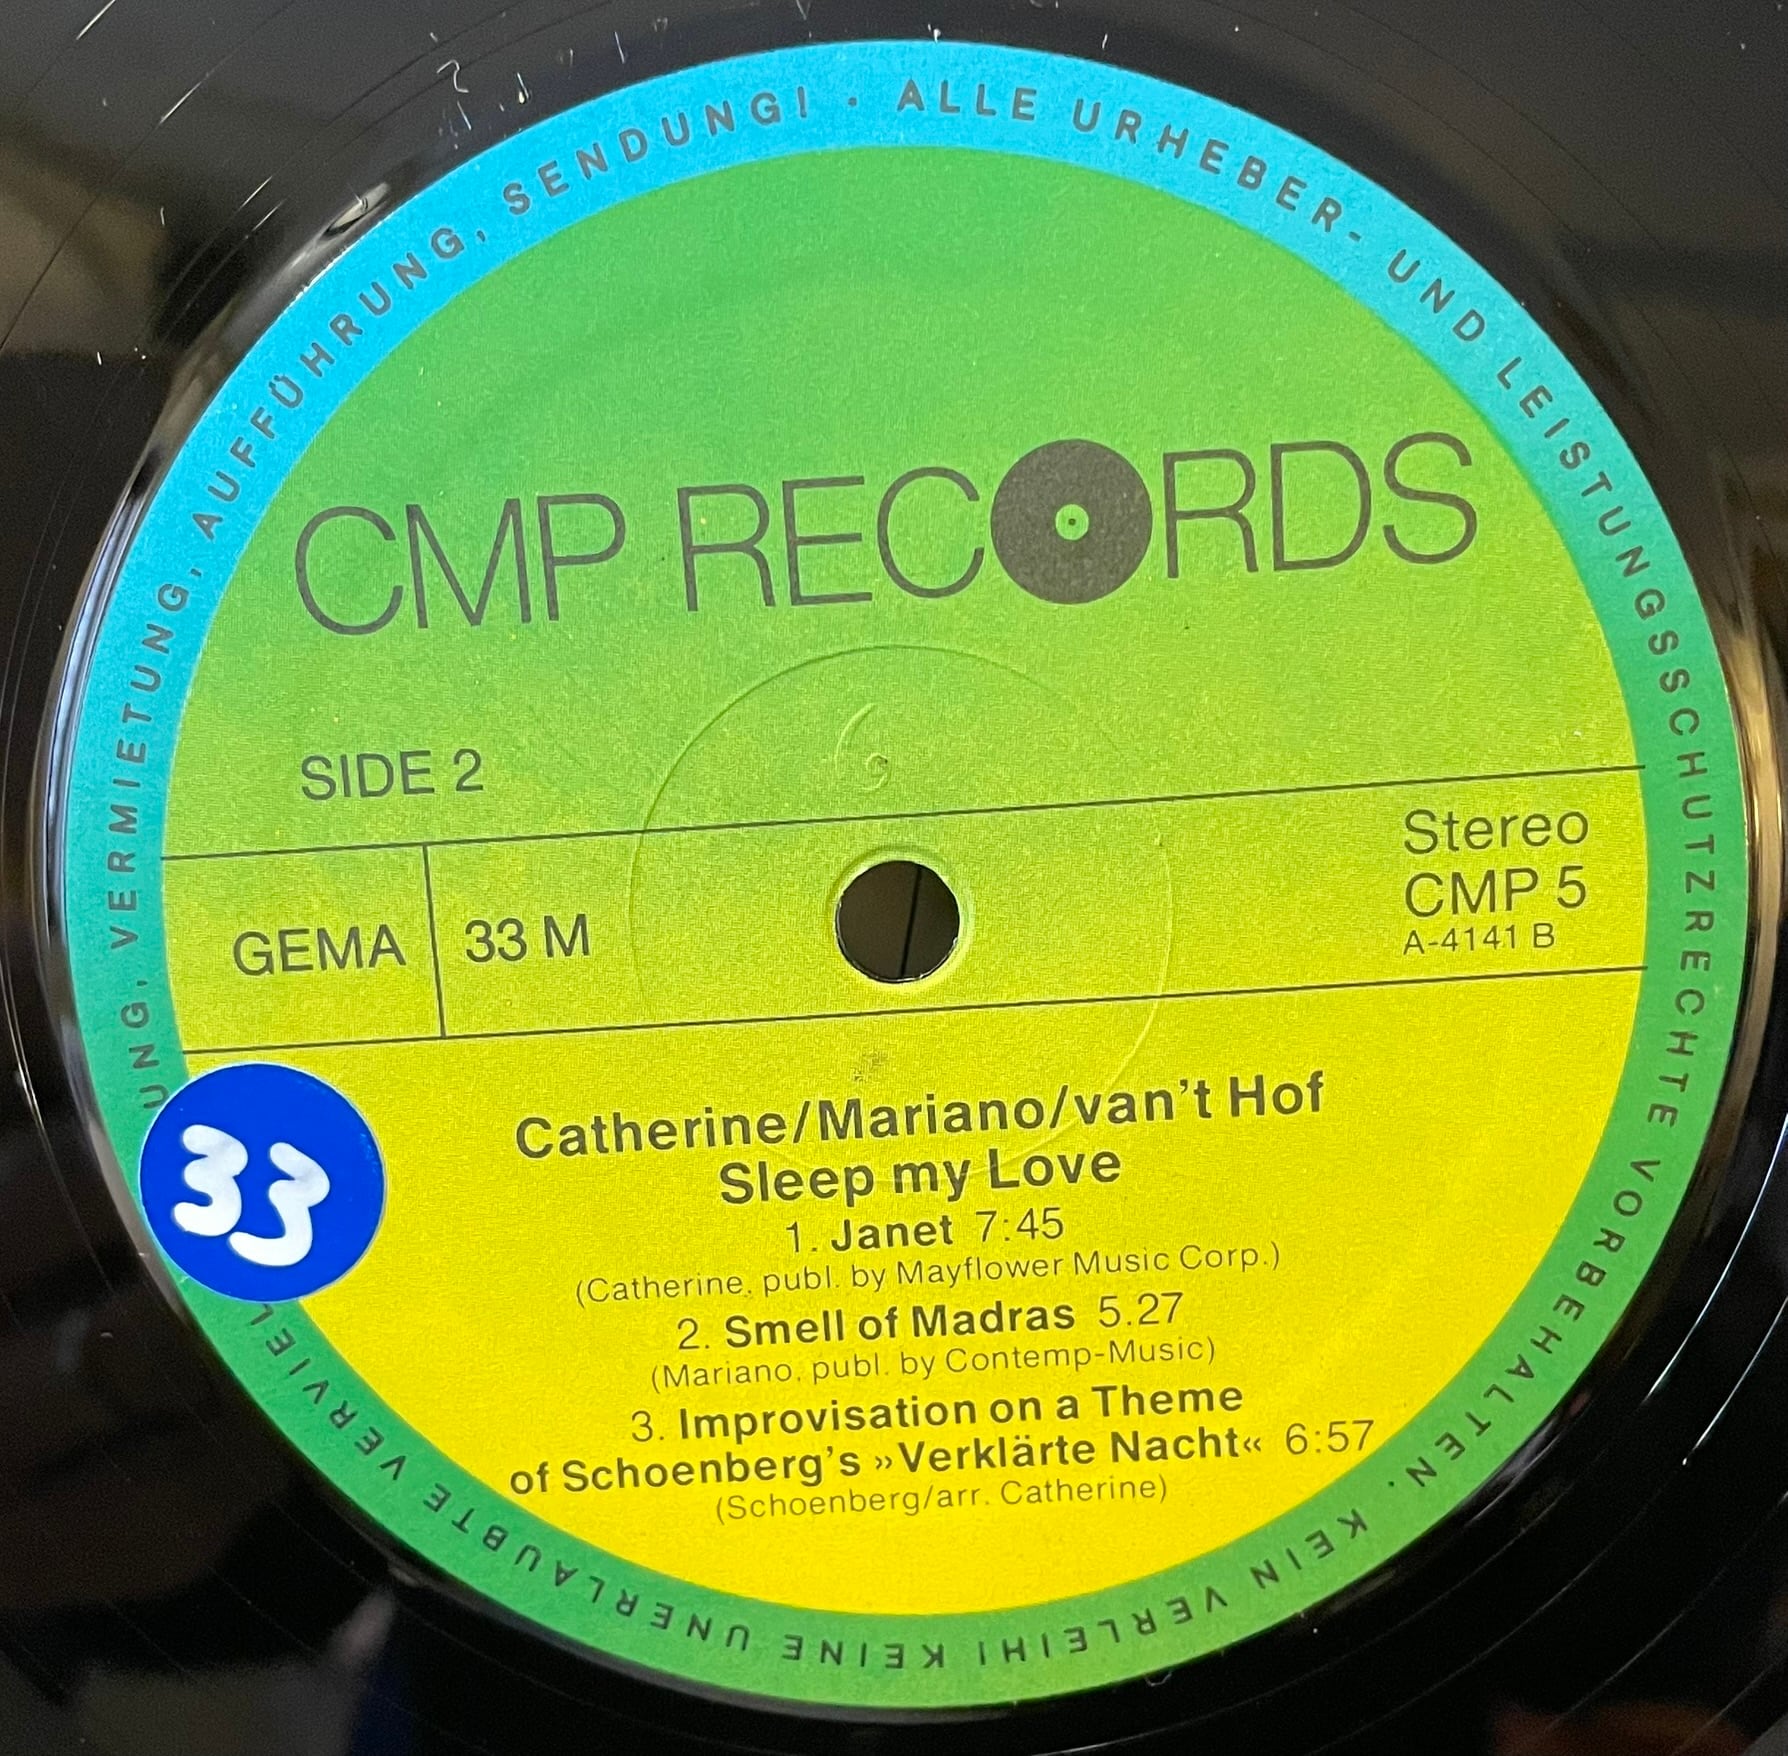 ALLE URHEBER- UND LEISTUNGSSCHUTZRECHTE VORBEHALTEN. KEIN VERLEIH! KEINE UNERLAUBTE VERVIEL UNG, VERMIETUNG, AUFFÜHRUNG, SENDUNG! ·
CMP RECORDS
SIDE 2
GEMA
33 M
Stereo
CMP 5
A-4141 B
6
33
Catherine/Mariano/van't Hof
Sleep my Love
1. Janet 7:45
(Catherine, publ. by Mayflower Music Corp.)
2. Smell of Madras 5.27
(Mariano, publ. by Contemp-Music)
3. Improvisation on a Theme
of Schoenberg's »Verklärte Nacht« 6:57
(Schoenberg/arr. Catherine)